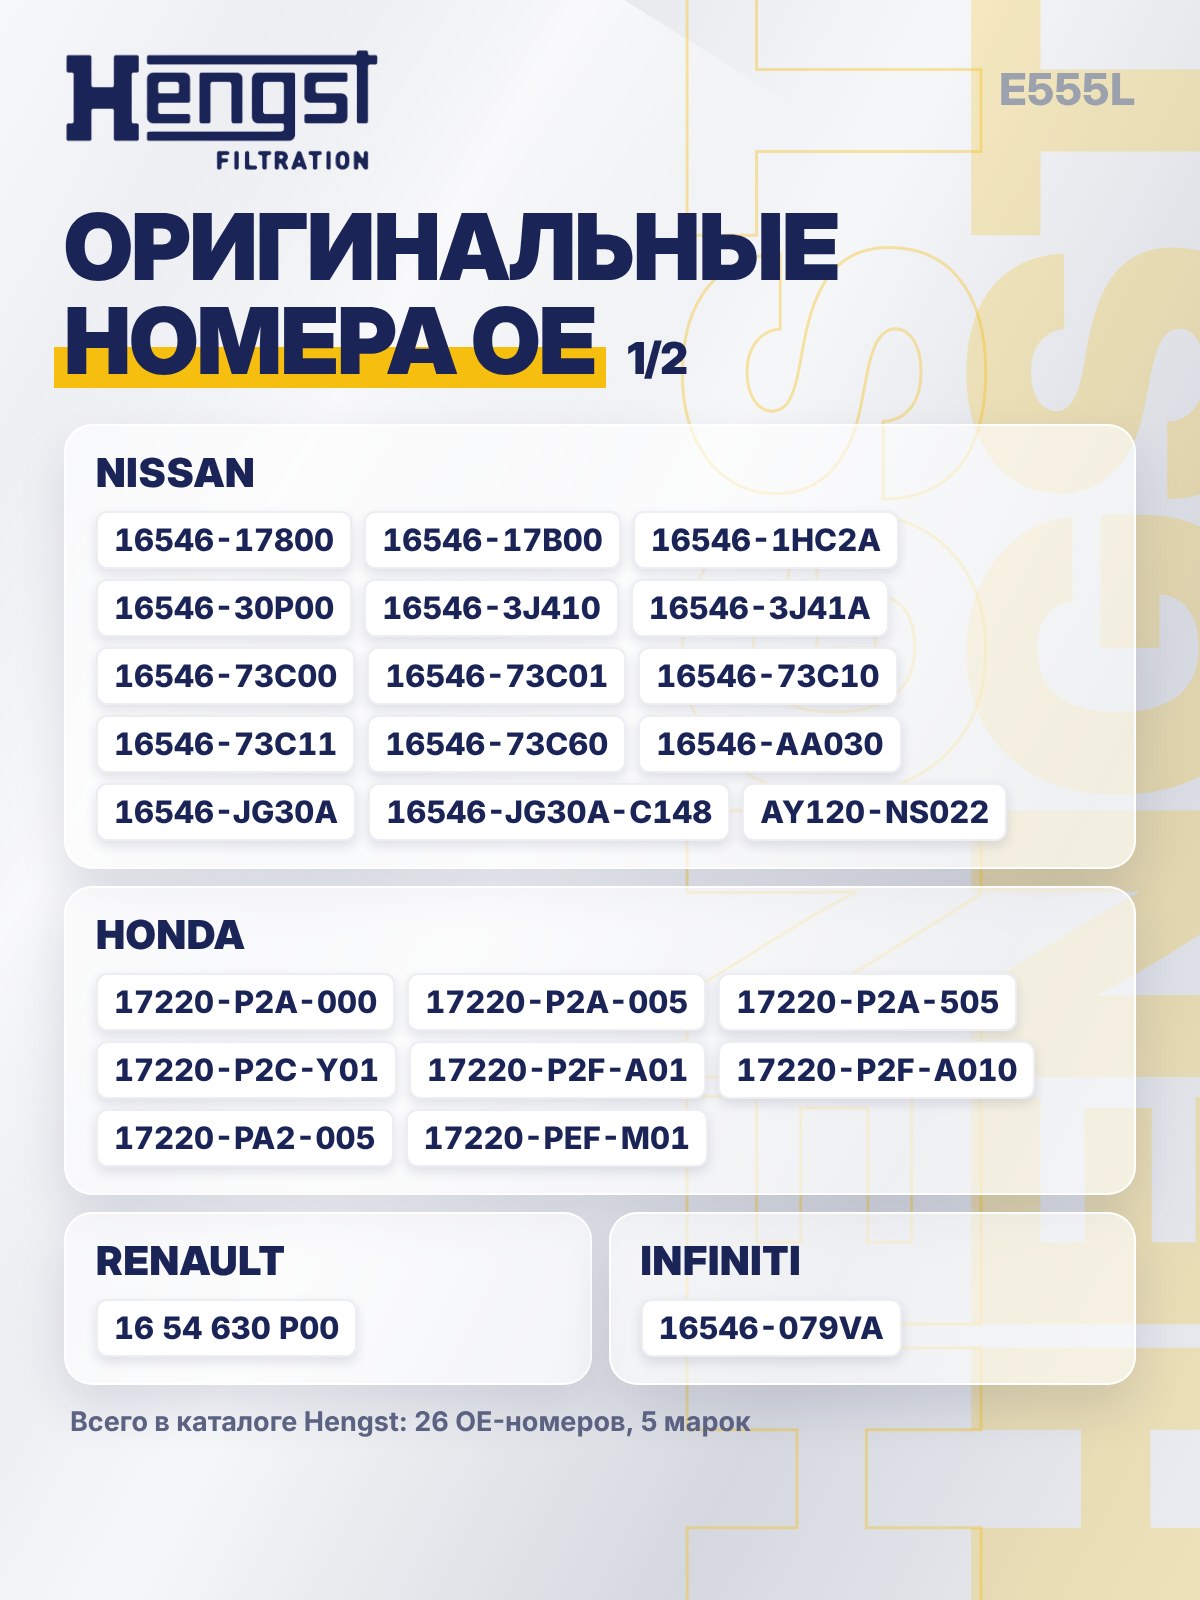 Hengst
FILTRATION
E555L
ОРИГИНАЛЬНЫЕ
НОМЕРА OE 1/2
NISSAN
16546-17800 16546-17B00 16546-1HC2A
16546-30P00 16546-3J410 16546-3J41A
16546-73C00 16546-73C01 16546-73C10
16546-73C11 16546-73C60 16546-AA030
16546-JG30A 16546-JG30A-C148 AY120-NS022
HONDA
17220-P2A-000 17220-P2A-005 17220-P2A-505
17220-P2C-Y01 17220-P2F-A01 17220-P2F-A010
17220-PA2-005 17220-PEF-M01
RENAULT
16 54 630 P00
INFINITI
16546-079VA
Всего в каталоге Hengst: 26 OE-номеров, 5 марок
HENGST
HENGST